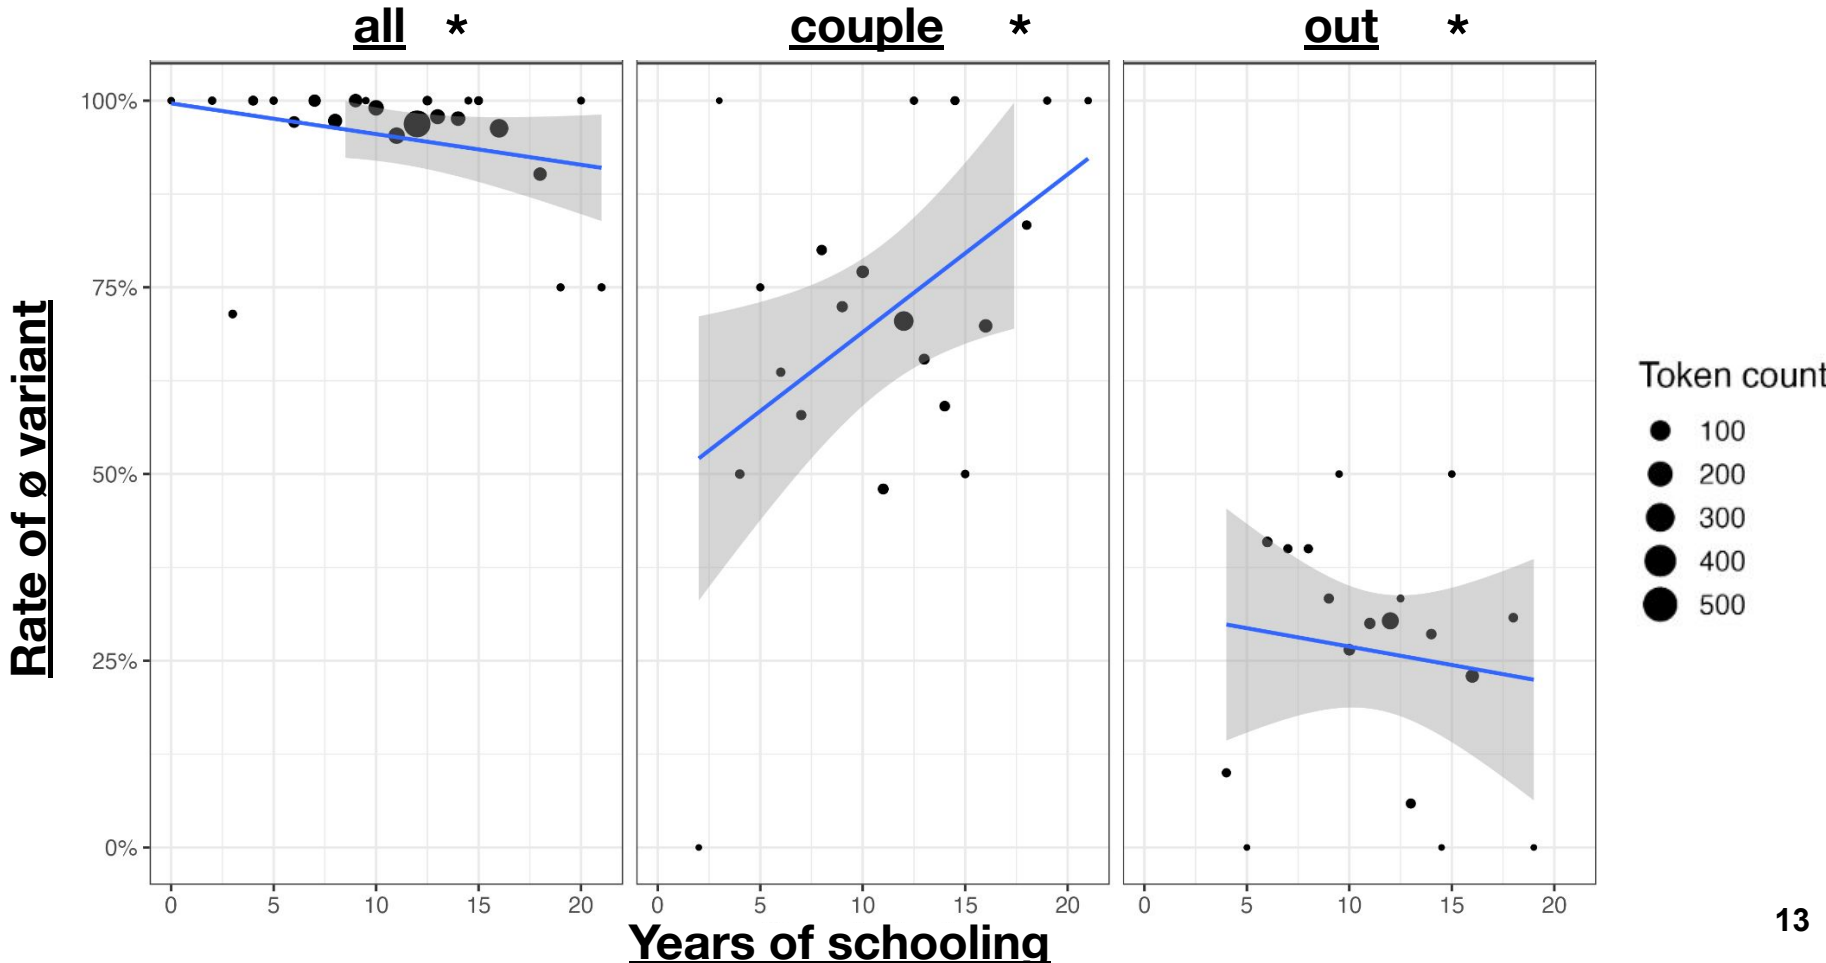 all *
couple *
out *
Rate of ø variant
100%
75%
50%
25%
0%
0 5 10 15 20
0 5 10 15 20
0 5 10 15 20
Years of schooling
Token count
100
200
300
400
500
13